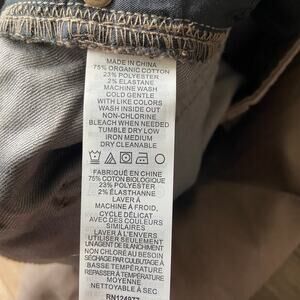 MADE IN CHINA
75% ORGANIC COTTON
23% POLYESTER
2% ELASTANE
MACHINE WASH
COLD GENTLE
WITH LIKE COLORS
WASH INSIDE OUT
NON-CHLORINE
BLEACH WHEN NEEDED
TUMBLE DRY LOW
IRON MEDIUM
DRY CLEANABLE
FABRIQUÉ EN CHINE
75% COTON BIOLOGIQUE
23% POLYESTER
2% ÉLASTHANNE
LAVER À
MACHINE À FROID,
CYCLE DÉLICAT
AVEC DES COULEURS
SIMILAIRES
LAVER À L'ENVERS
UTILISER SEULEMENT
UN AGENT DE BLANCHIMENT
NON CHLORÉ AU BESOIN
SÉCHAGE PAR CULBUTAGE À
BASSE TEMPÉRATURE
REPASSER À TEMPÉRATURE
MOYENNE
NETTOYABLE À SEC